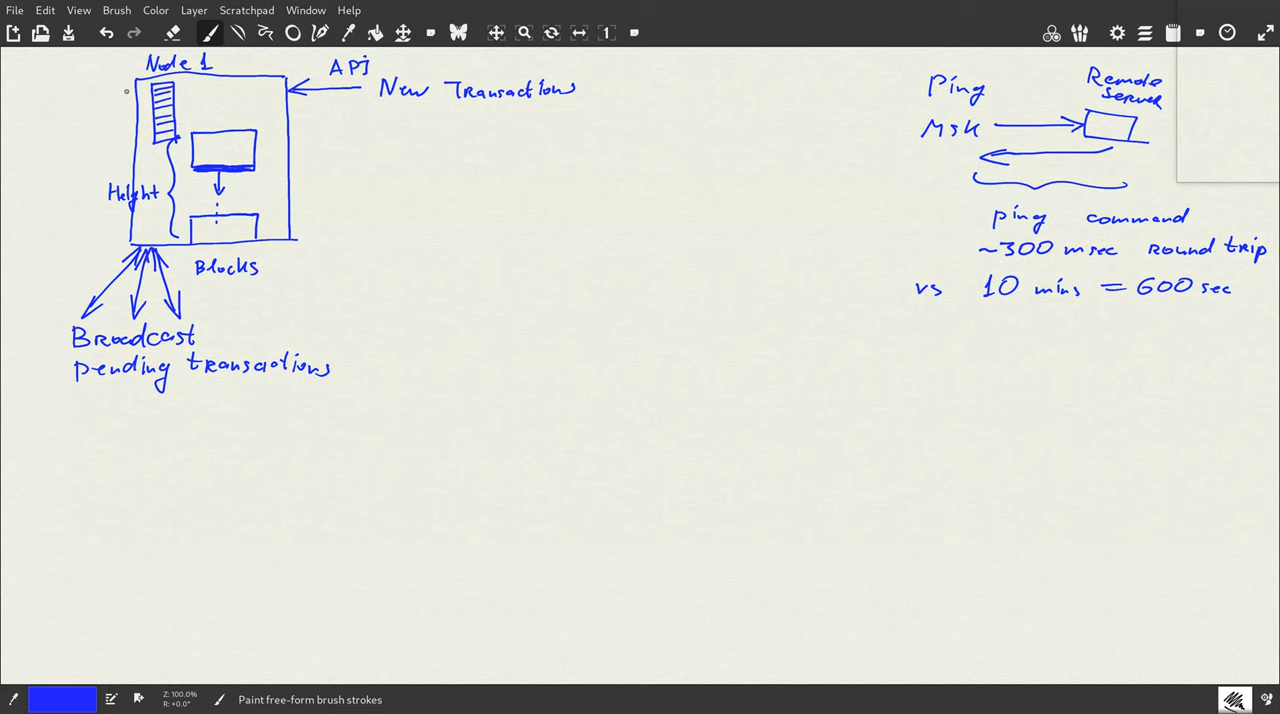 File Edit View Brush Color Layer Scratchpad Window Help
1
Node 1
API
New Transactions
Height
Blocks
Broadcast
pending transactions
Ping
Remote
Server
MSK
ping command
~300 msec round trip
vs 10 mins = 600 sec
Z: 100.0%
R: +0.0°
Paint free-form brush strokes